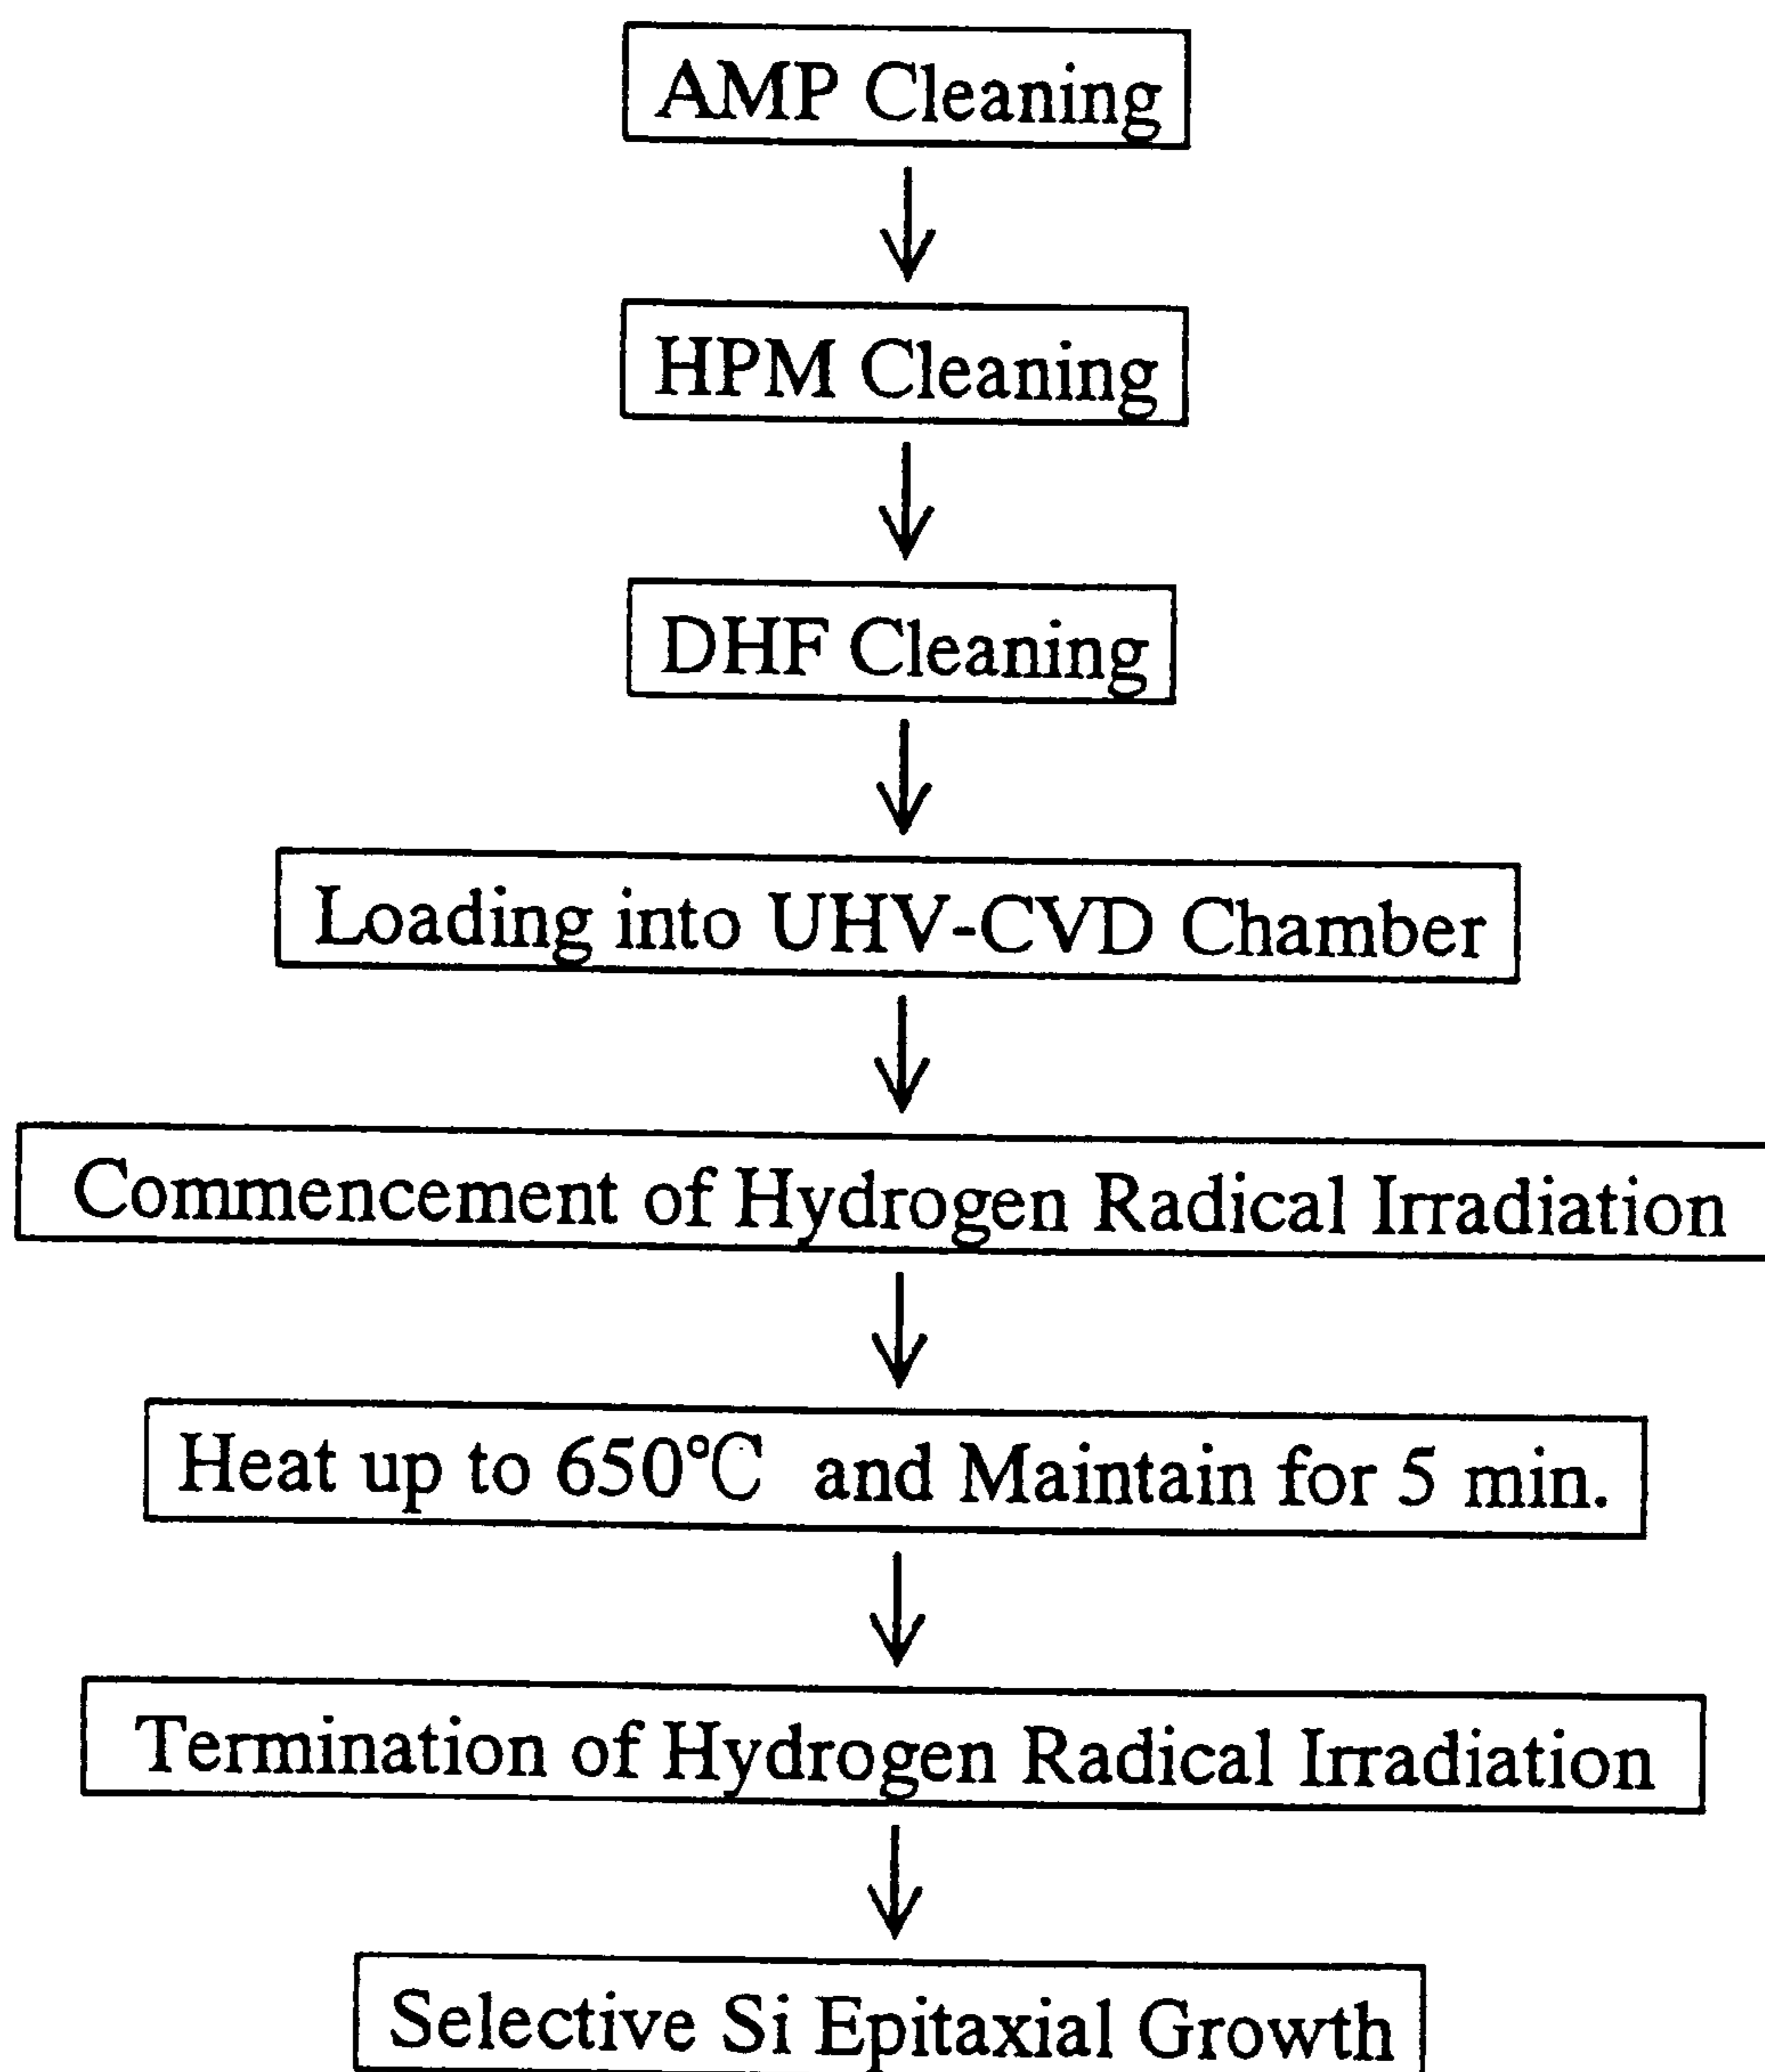 AMP Cleaning
HPM Cleaning
DHF Cleaning
Loading into UHV-CVD Chamber
Commencement of Hydrogen Radical Irradiation
Heat up to 650℃ and Maintain for 5 min.
Termination of Hydrogen Radical Irradiation
Selective Si Epitaxial Growth